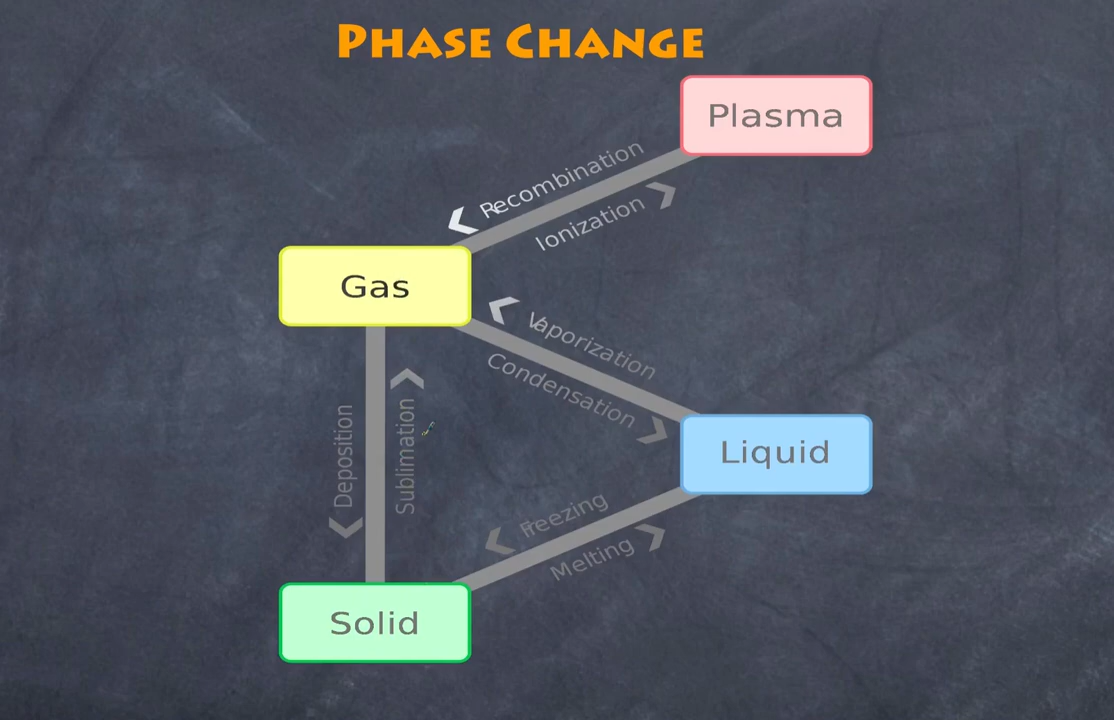 PHASE CHANGE
Plasma
Recombination
Ionization
Gas
Vaporization
Condensation
Deposition
Sublimation
Liquid
Freezing
Melting
Solid